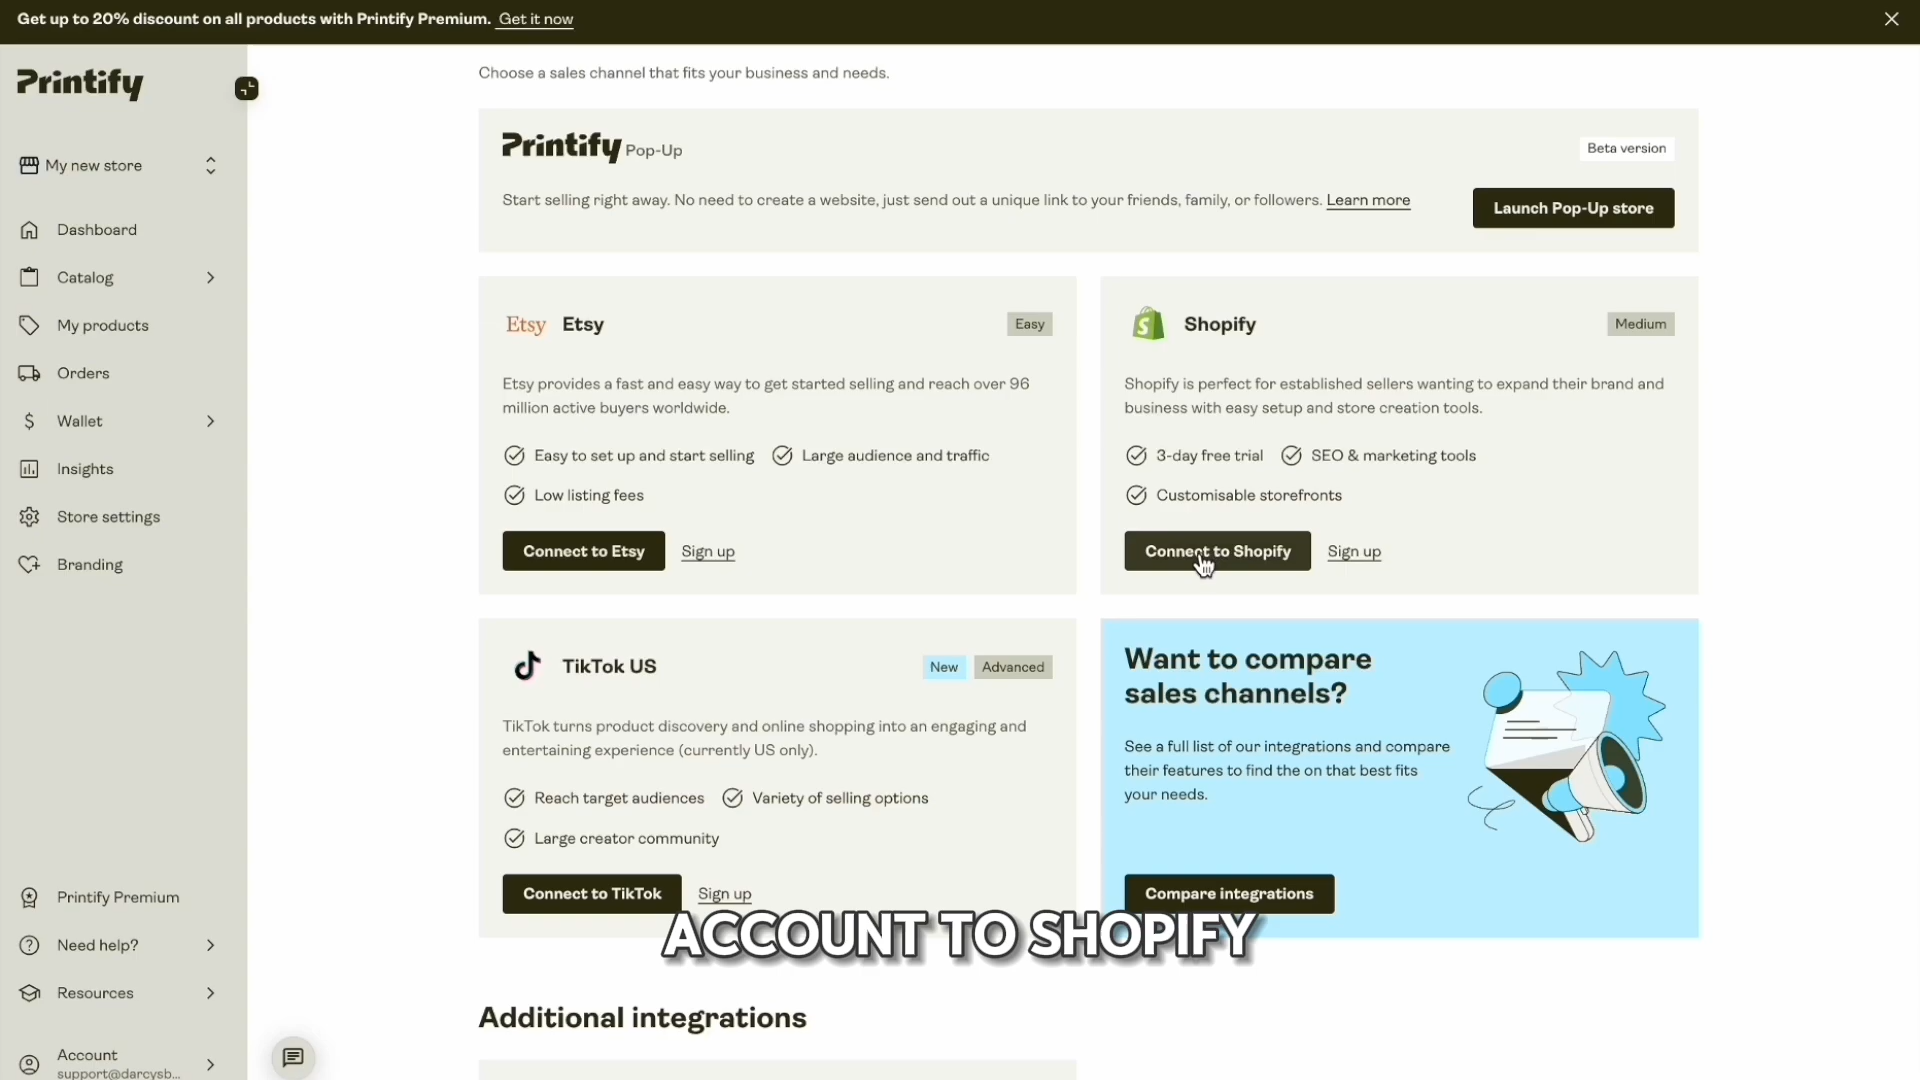 Get up to 20% discount on all products with Printify Premium. Get it now
Printify
My new store
Dashboard
Catalog
My products
Orders
Wallet
Insights
Store settings
Branding
Printify Premium
Need help?
Resources
Account
support@darcysb...
Choose a sales channel that fits your business and needs.
Printify Pop-Up
Beta version
Start selling right away. No need to create a website, just send out a unique link to your friends, family, or followers. Learn more
Launch Pop-Up store
Etsy Etsy
Easy
Etsy provides a fast and easy way to get started selling and reach over 96
million active buyers worldwide.
Easy to set up and start selling Large audience and traffic
Low listing fees
Connect to Etsy Sign up
Shopify
Medium
Shopify is perfect for established sellers wanting to expand their brand and
business with easy setup and store creation tools.
3-day free trial SEO & marketing tools
Customisable storefronts
Connect to Shopify Sign up
TikTok US
New Advanced
TikTok turns product discovery and online shopping into an engaging and
entertaining experience (currently US only).
Reach target audiences Variety of selling options
Large creator community
Connect to TikTok Sign up
Want to compare
sales channels?
See a full list of our integrations and compare
their features to find the on that best fits
your needs.
Compare integrations
ACCOUNT TO SHOPIFY
Additional integrations